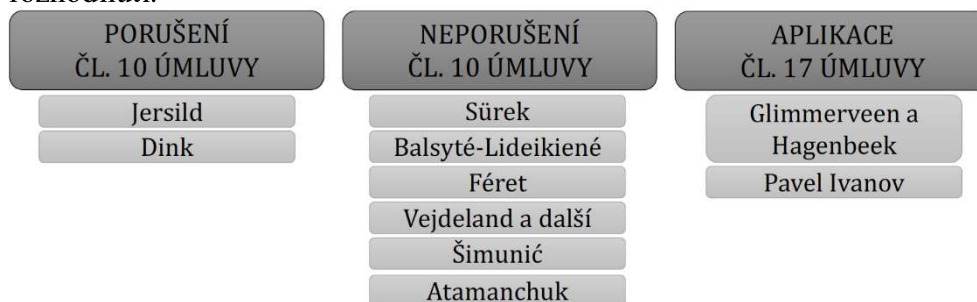 PORUŠENÍ
ČL. 10 ÚMLUVY
Jersild
Dink
NEPORUŠENÍ
ČL. 10 ÚMLUVY
Sürek
Balsyté-Lideikiené
Féret
Vejdeland a další
Šimunić
Atamanchuk
APLIKACE
ČL. 17 ÚMLUVY
Glimmerveen a
Hagenbeek
Pavel Ivanov